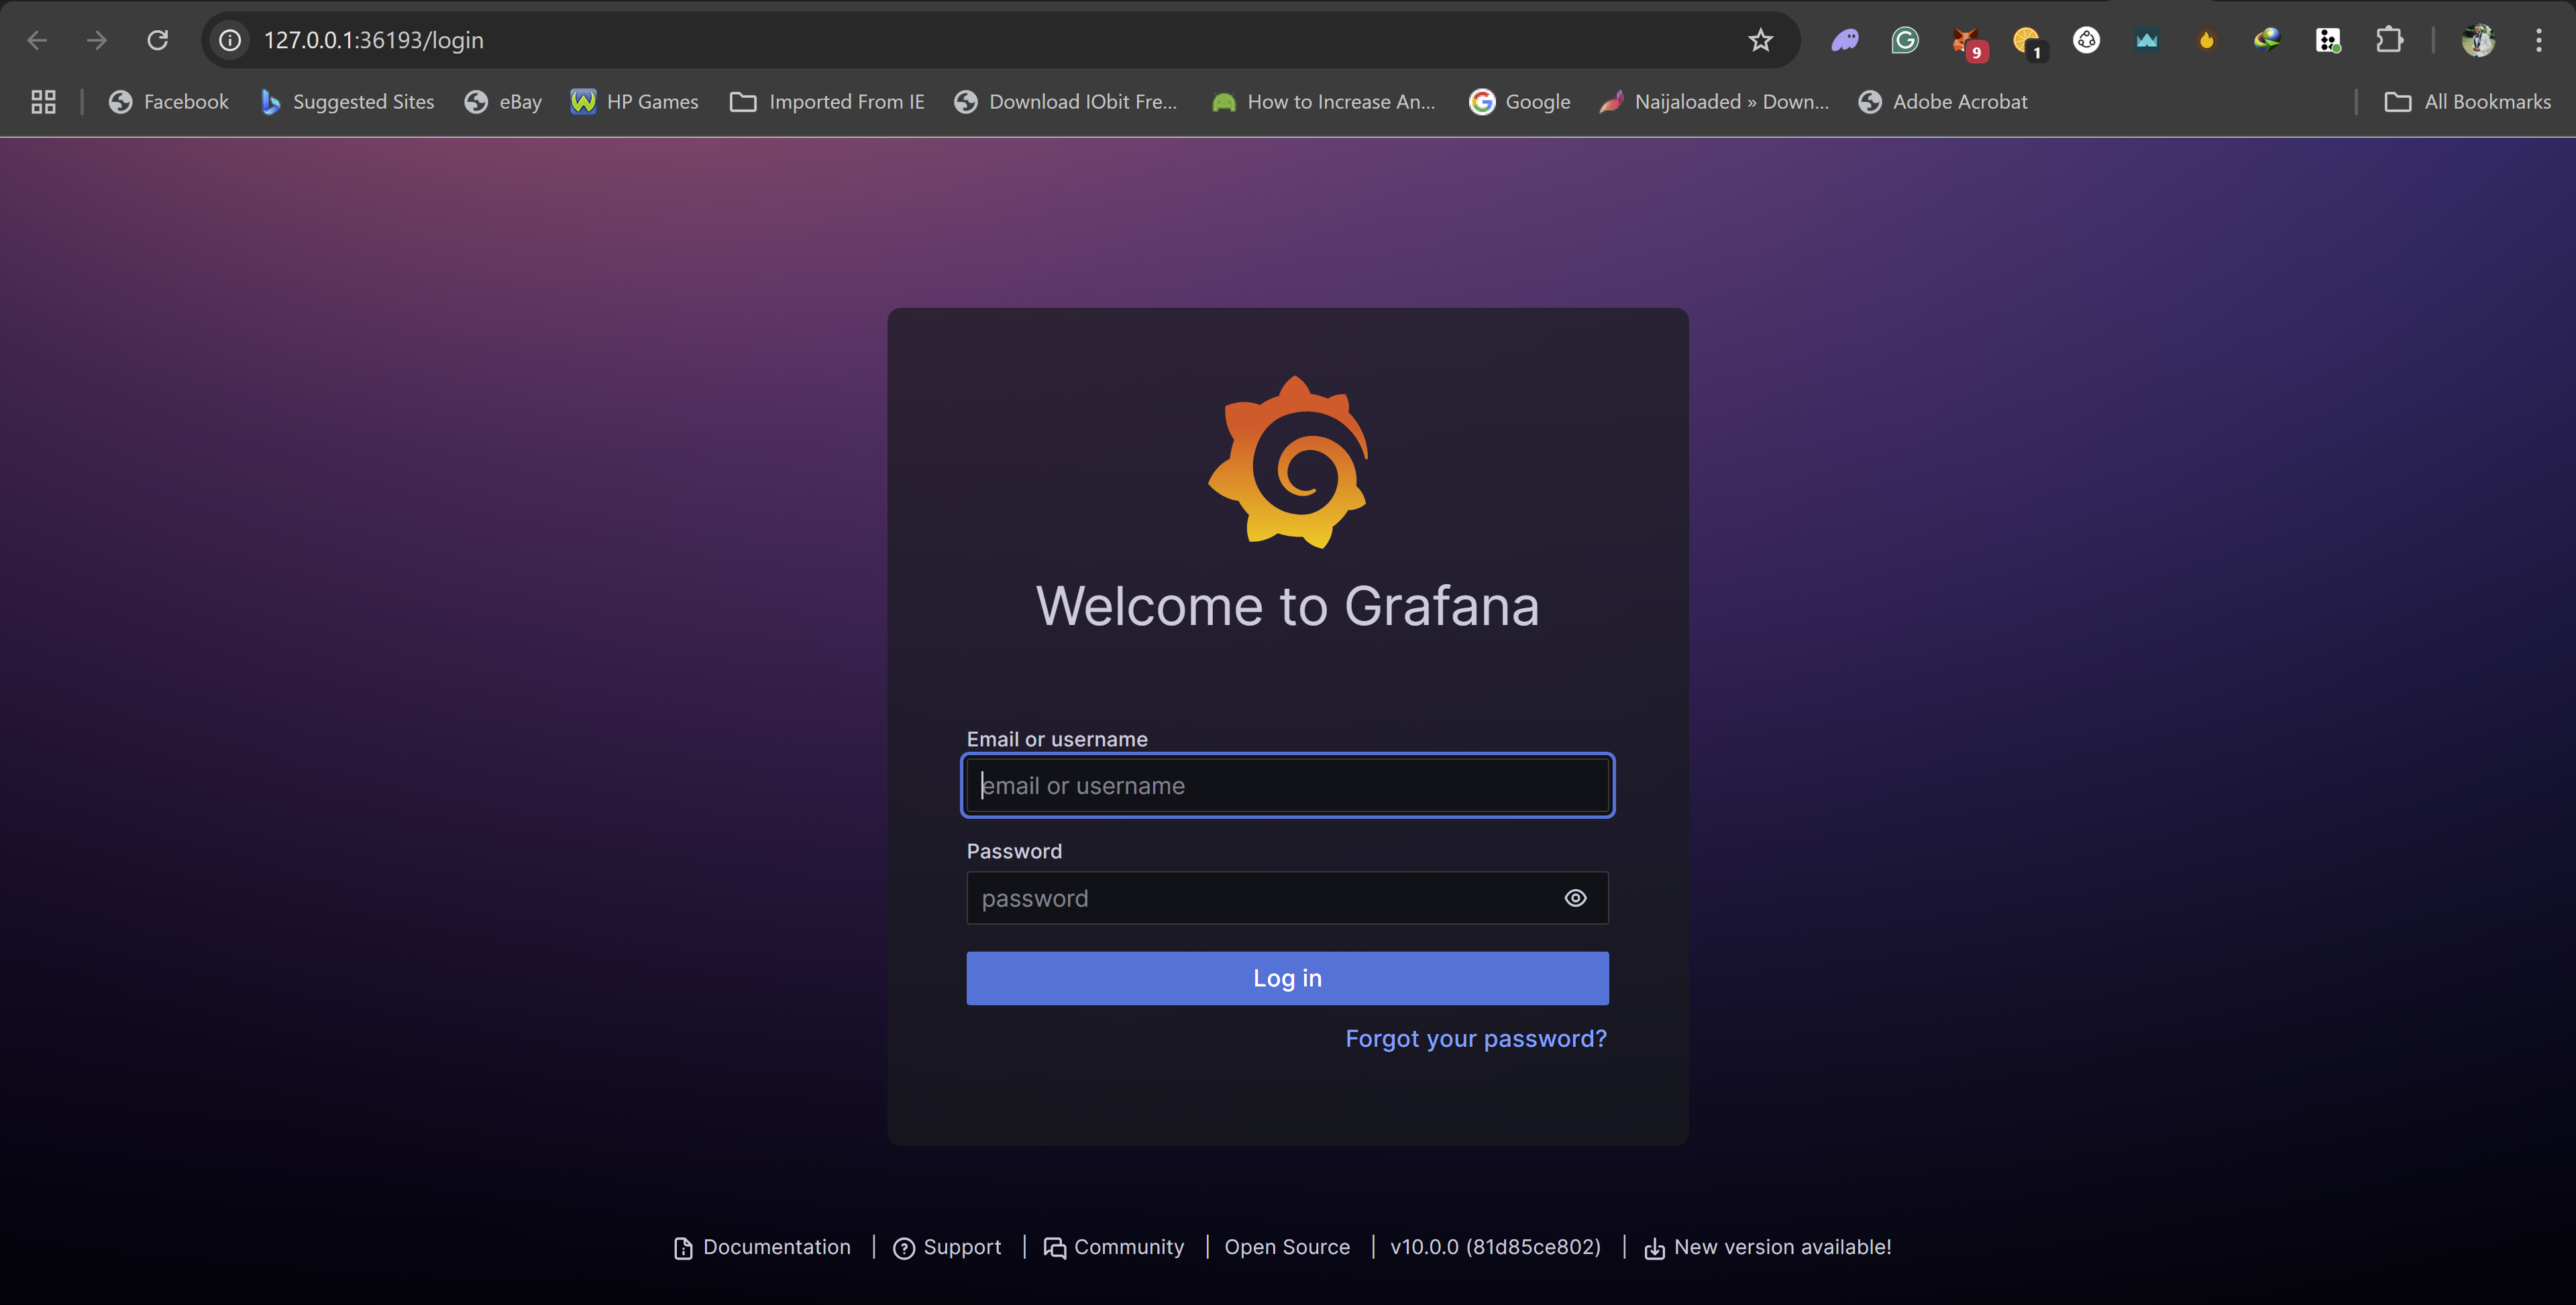 127.0.0.1:36193/login
9
1
Facebook
Suggested Sites
eBay
HP Games
Imported From IE
Download IObit Fre...
How to Increase An...
Google
Naijaloaded » Down...
Adobe Acrobat
All Bookmarks
Welcome to Grafana
Email or username
email or username
Password
password
Log in
Forgot your password?
Documentation | Support | Community | Open Source | v10.0.0 (81d85ce802) | New version available!